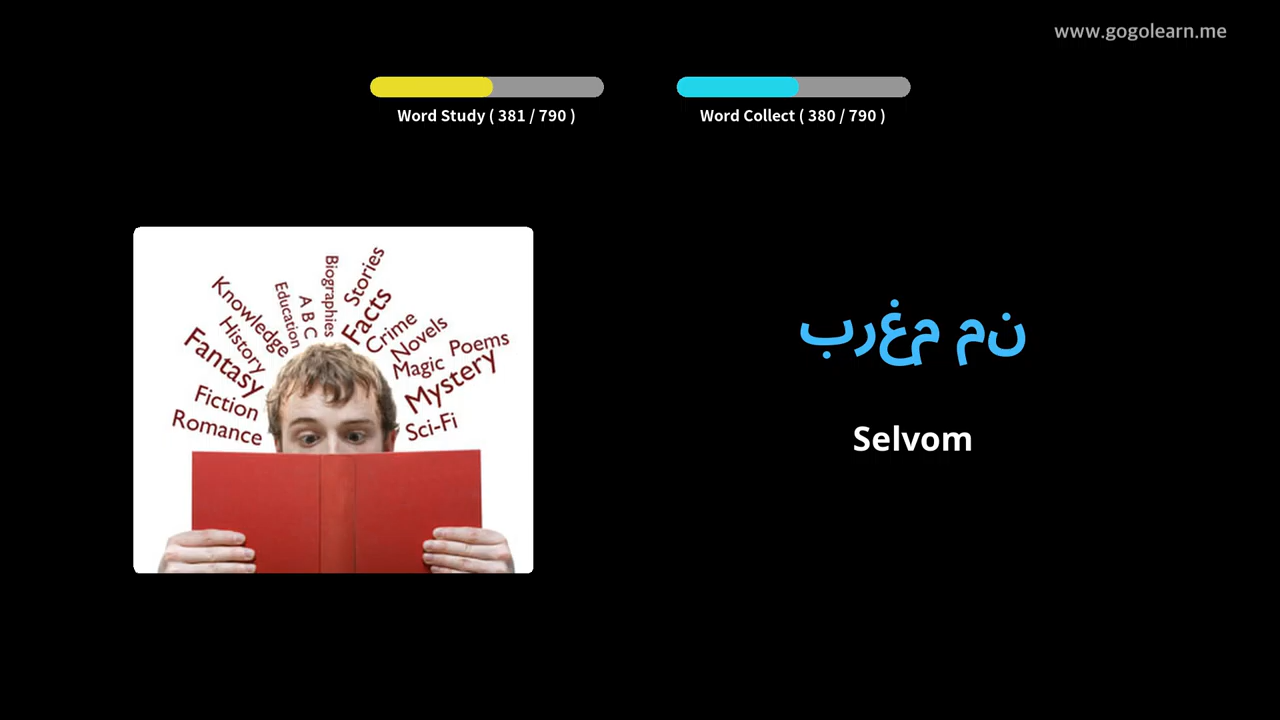 www.gogolearn.me
Word Study ( 381 / 790 )
Word Collect ( 380 / 790 )
Knowledge
History
Fantasy
Fiction
Romance
Education
A B C
Biographies
Stories
Facts
Crime
Novels
Magic
Poems
Mystery
Sci-Fi
برغم من
Selvom